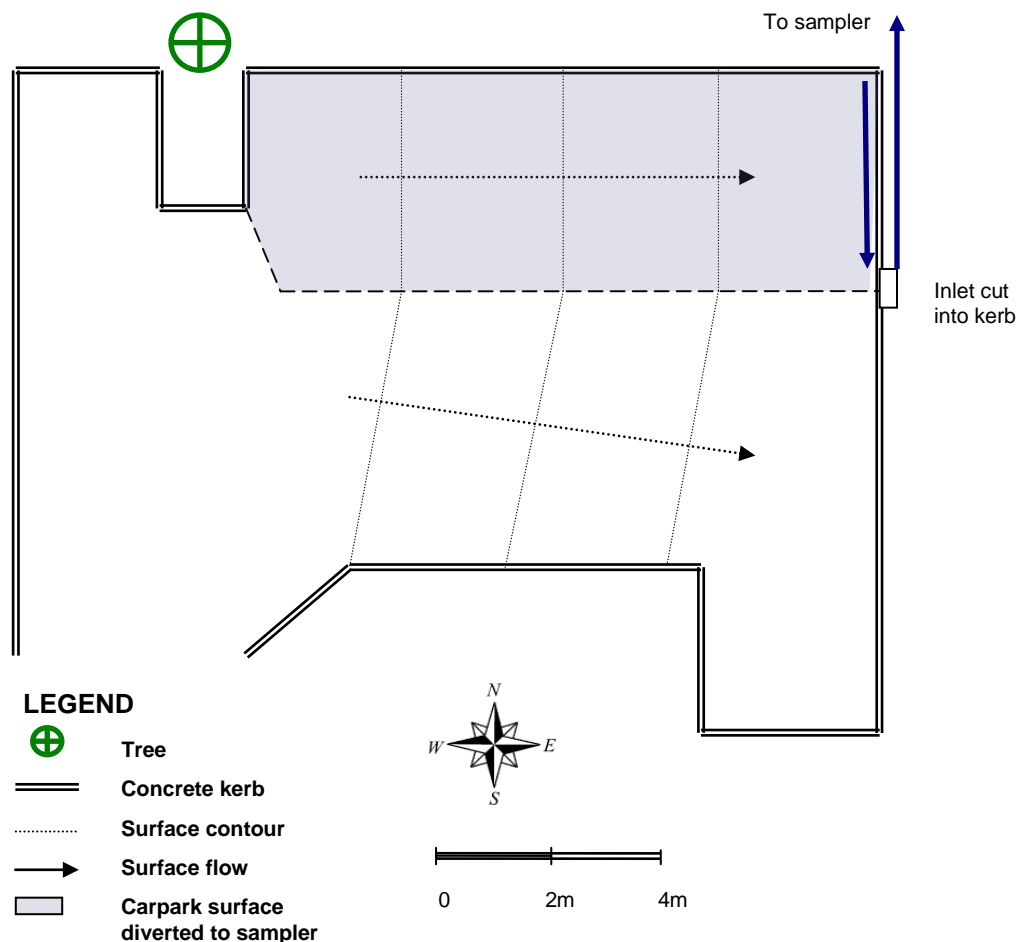 To sampler
Inlet cut
into kerb
LEGEND
Tree
Concrete kerb
Surface contour
Surface flow
Carpark surface
diverted to sampler
N
W E
S
0 2m 4m